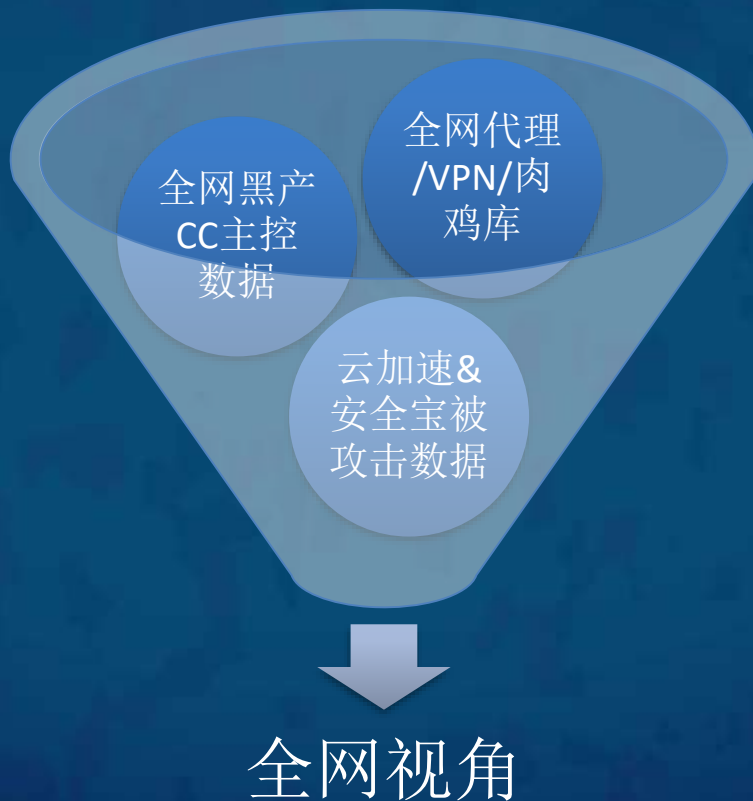 全网黑产
CC主控
数据
全网代理
/VPN/肉
鸡库
云加速&
安全宝被
攻击数据
全网视角